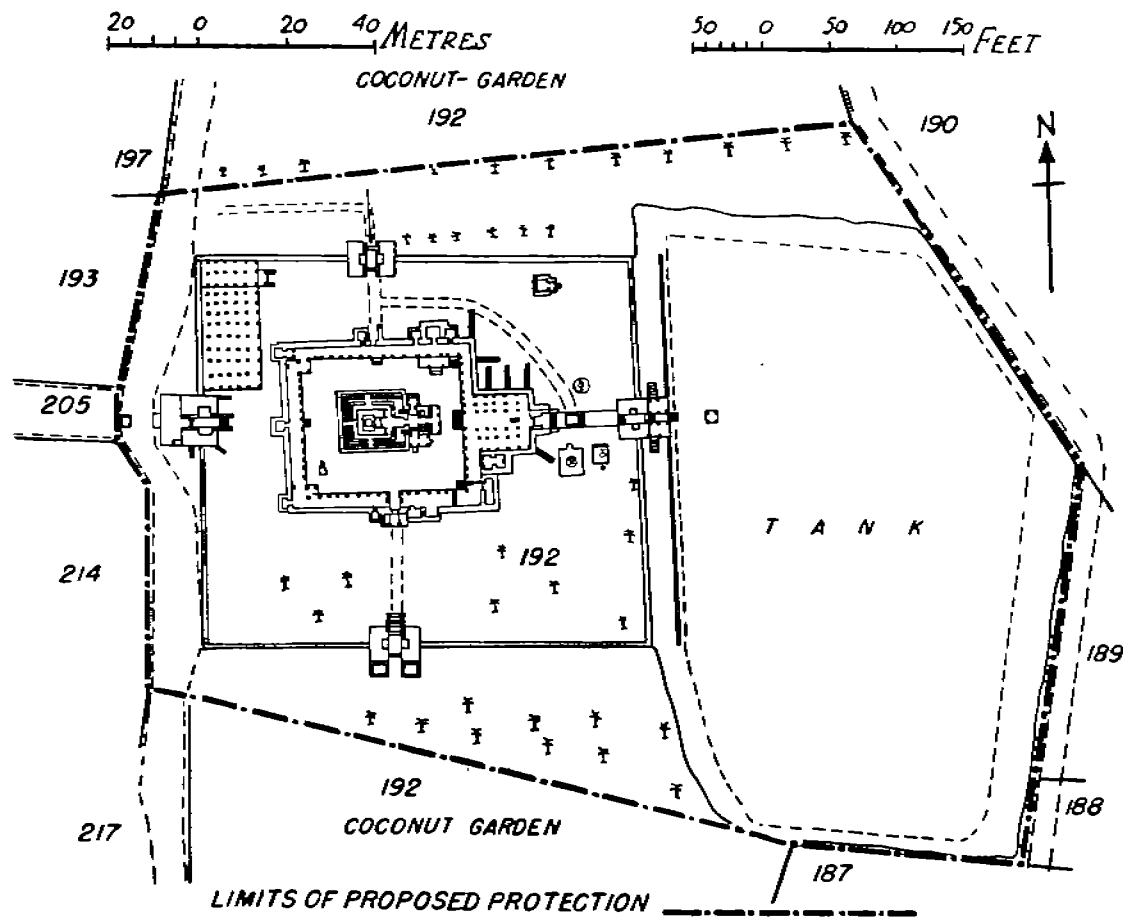 20 0 20 40 METRES
50 0 50 100 150 FEET
COCONUT-GARDEN
192
190
N
197
193
205
TANK
192
214
189
192
188
COCONUT GARDEN
217
187
LIMITS OF PROPOSED PROTECTION